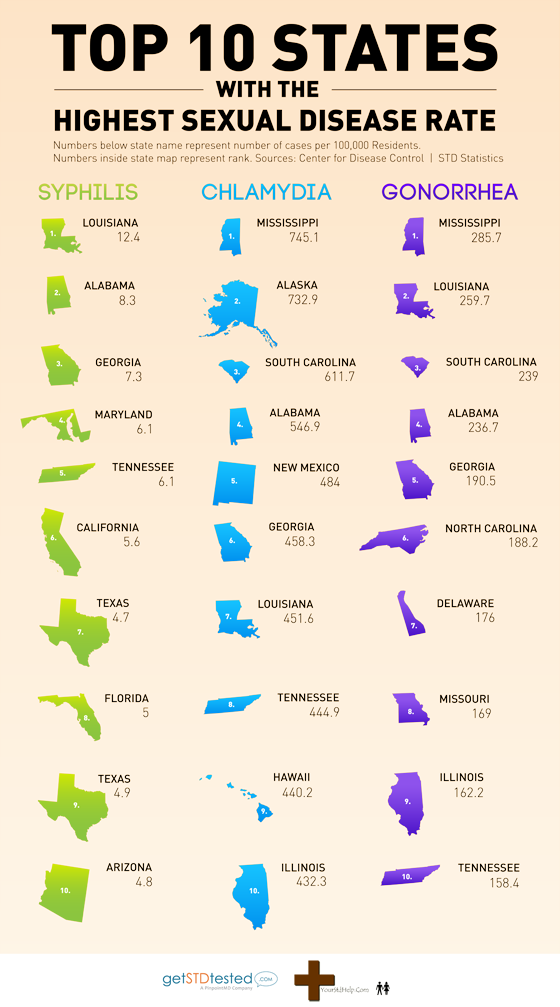 TOP 10 STATES
WITH THE
HIGHEST SEXUAL DISEASE RATE
Numbers below state name represent number of cases per 100,000 Residents.
Numbers inside state map represent rank. Sources: Center for Disease Control | STD Statistics
SYPHILIS
1. LOUISIANA
12.4
2. ALABAMA
8.3
3. GEORGIA
7.3
4. MARYLAND
6.1
5. TENNESSEE
6.1
6. CALIFORNIA
5.6
7. TEXAS
4.7
8. FLORIDA
5
9. TEXAS
4.9
10. ARIZONA
4.8
CHLAMYDIA
1. MISSISSIPPI
745.1
2. ALASKA
732.9
3. SOUTH CAROLINA
611.7
4. ALABAMA
546.9
5. NEW MEXICO
484
6. GEORGIA
458.3
7. LOUISIANA
451.6
8. TENNESSEE
444.9
9. HAWAII
440.2
10. ILLINOIS
432.3
GONORRHEA
1. MISSISSIPPI
285.7
2. LOUISIANA
259.7
3. SOUTH CAROLINA
239
4. ALABAMA
236.7
5. GEORGIA
190.5
6. NORTH CAROLINA
188.2
7. DELAWARE
176
8. MISSOURI
169
9. ILLINOIS
162.2
10. TENNESSEE
158.4
getSTDtested.COM
A PreventMD Company